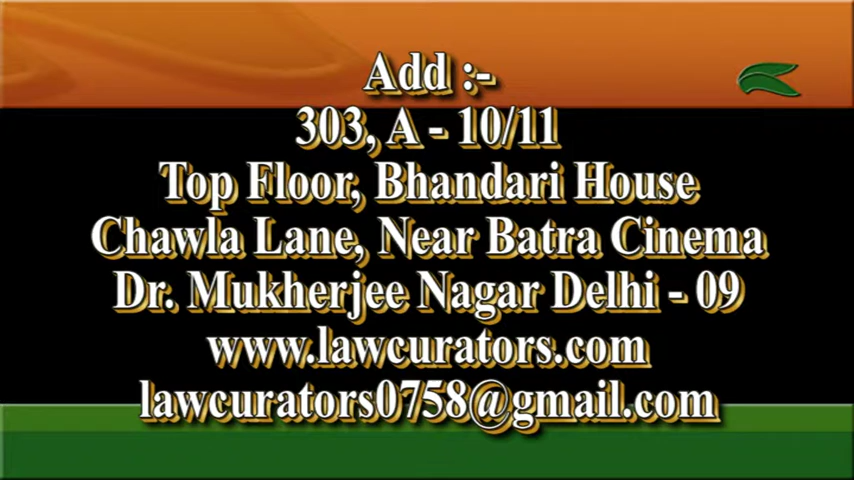 Add :-
303, A - 10/11
Top Floor, Bhandari House
Chawla Lane, Near Batra Cinema
Dr. Mukherjee Nagar Delhi - 09
www.lawcurators.com
lawcurators0758@gmail.com